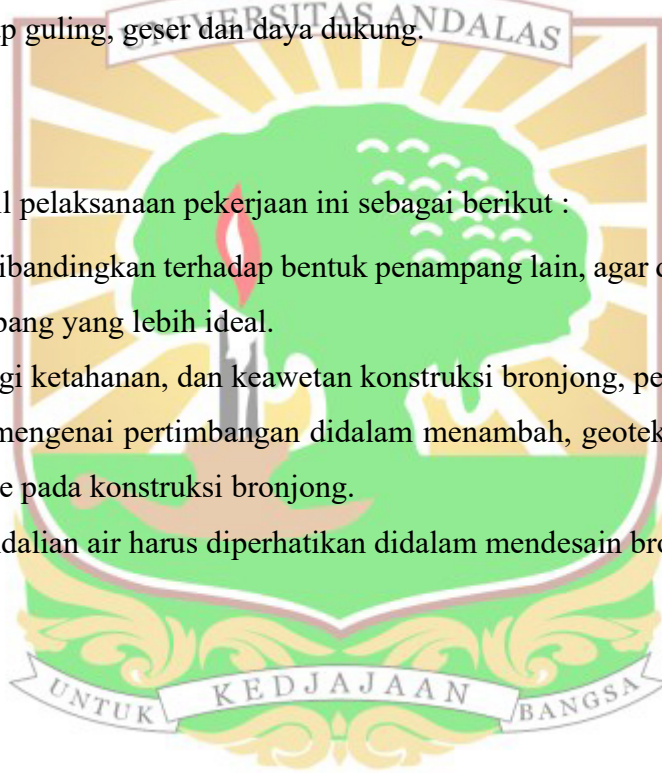 UNIVERSITAS ANDALAS
p guling, geser dan daya dukung.
l pelaksanaan pekerjaan ini sebagai berikut :
ibandingkan terhadap bentuk penampang lain, agar d
pang yang lebih ideal.
gi ketahanan, dan keawetan konstruksi bronjong, pe
mengenai pertimbangan didalam menambah, geotek
e pada konstruksi bronjong.
ndalian air harus diperhatikan didalam mendesain bro
UNTUK KEDJAJAAN BANGSA